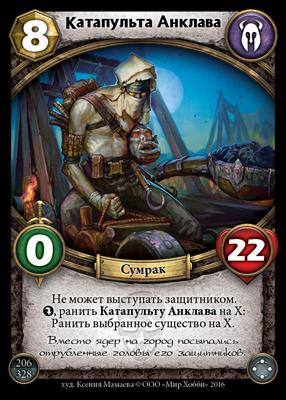 8
Катапульта Анклава
0
22
Сумрак
Не может выступать защитником.
, ранить Катапульту Анклава на X:
Ранить выбранное существо на X.
Вместо ядер на город посыпались
отрубленные головы его защитников.
206
328
худ. Ксения Мамаева © ООО «Мир Хобби» 2016